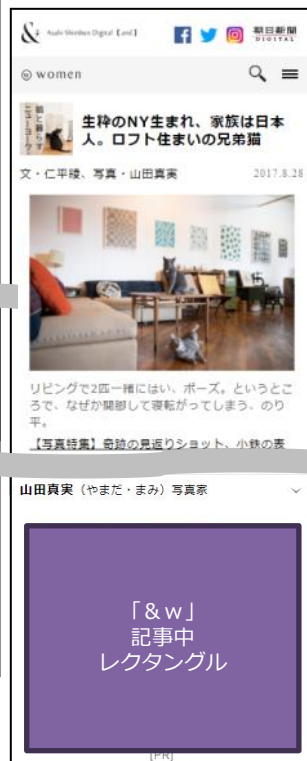 & Asahi Shimbun Digital [and]
朝日新聞
DIGITAL
@women
猫と暮らす
ニューヨーク
生粋のNY生まれ、家族は日本
人。ロフト住まいの兄弟猫
文・仁平綾、写真・山田真実
2017.8.28
リビングで2匹一緒にはい、ポーズ。というとこ
ろで、なぜか開脚して寝転がってしまう、のり
平。
【写真特集】奇跡の見返りショット、小鉄の表
山田真実（やまだ・まみ）写真家
「&w」
記事中
レクタングル
[PR]